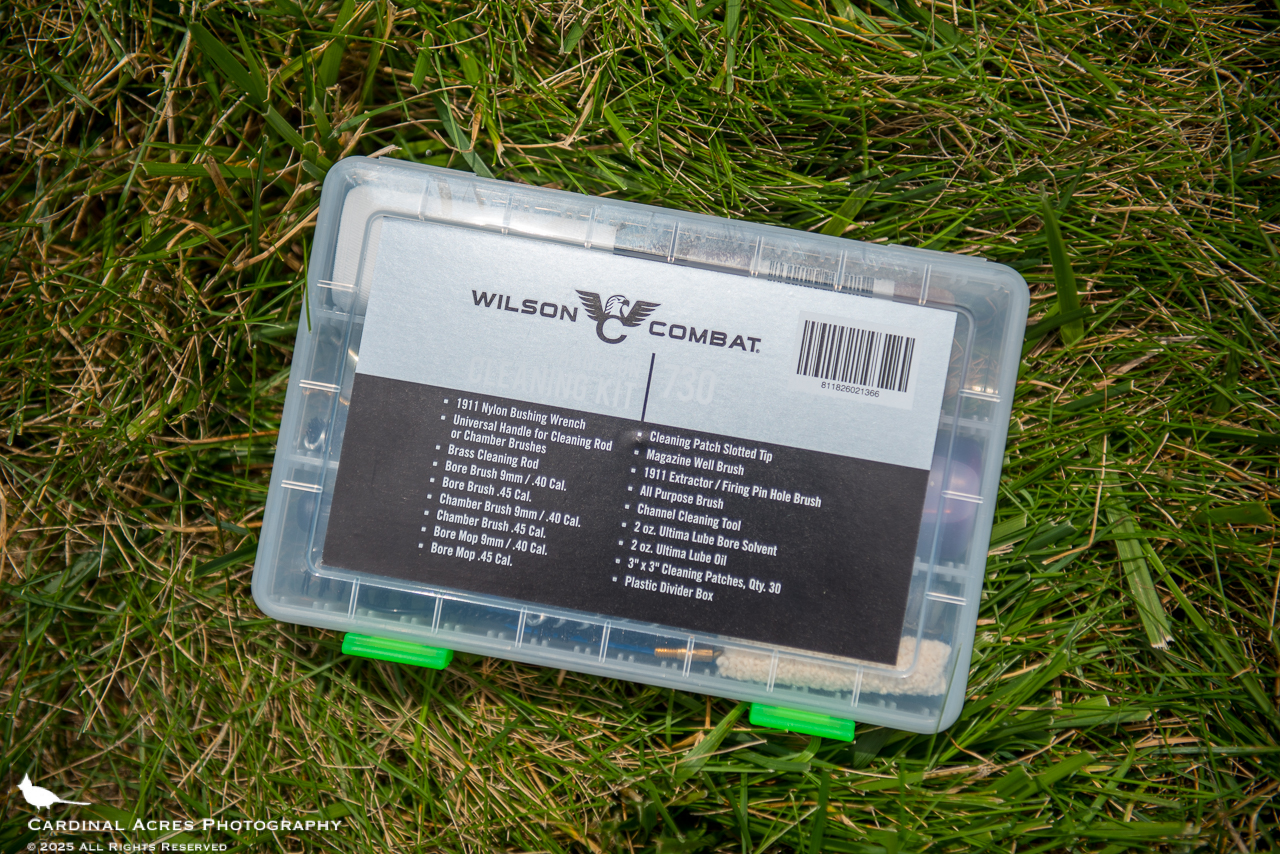 WILSON COMBAT
811826021366
CLEANING KIT
1911 Nylon Bushing Wrench
Universal Handle for Cleaning Rod
or Chamber Brushes
Brass Cleaning Rod
Bore Brush 9mm / .40 Cal.
Bore Brush .45 Cal.
Chamber Brush 9mm / .40 Cal.
Chamber Brush .45 Cal.
Bore Mop 9mm / .40 Cal.
Bore Mop .45 Cal.
Cleaning Patch Slotted Tip
Magazine Well Brush
1911 Extractor / Firing Pin Hole Brush
All Purpose Brush
Channel Cleaning Tool
2 oz. Ultima Lube Bore Solvent
2 oz. Ultima Lube Oil
3" x 3" Cleaning Patches, Qty. 30
Plastic Divider Box
CARDINAL ACRES PHOTOGRAPHY
© 2025 ALL RIGHTS RESERVED